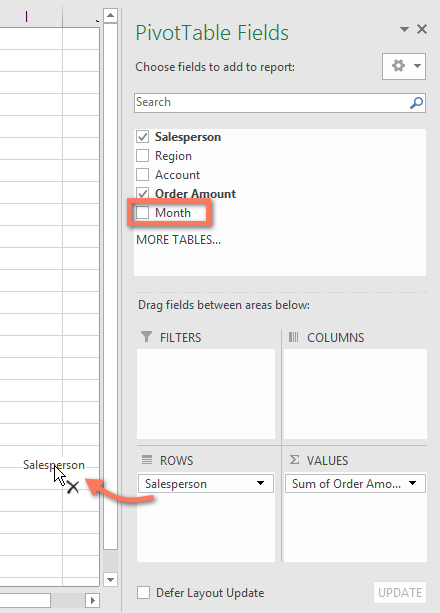 I
PivotTable Fields
Choose fields to add to report:
Search
Salesperson
Region
Account
Order Amount
Month
MORE TABLES...
Drag fields between areas below:
FILTERS
COLUMNS
ROWS
Σ VALUES
Salesperson
Sum of Order Amo...
Salesperson
Defer Layout Update
UPDATE